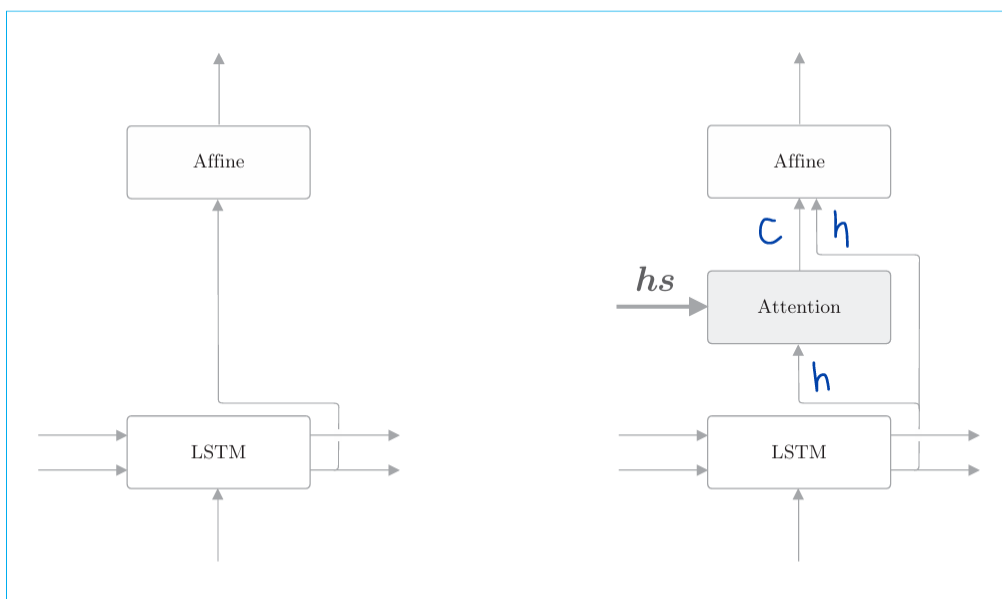 Affine
LSTM
Affine
c h
hs
Attention
h
LSTM